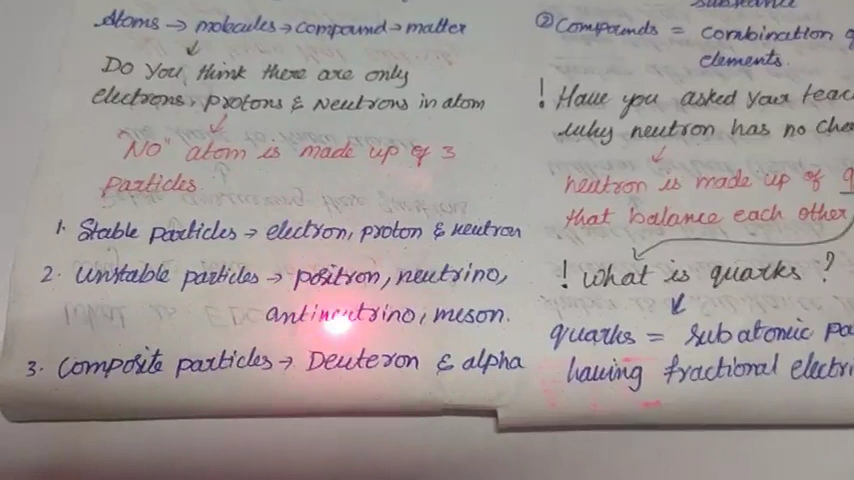 Atoms → molecules → compound → matter
Do you think there are only
electrons, protons & Neutrons in atom
"NO" atom is made up of 3
particles
1. Stable particles → electron, proton & neutron
2. Unstable particles → positron, neutrino,
antineutrino, meson.
3. Composite particles → Deuteron & alpha
substance
② Compounds = combination
elements.
! Have you asked your
why neutron has no
neutron is made up of
that balance each other
! What is quarks ?
quarks = Subatomic
having fractional